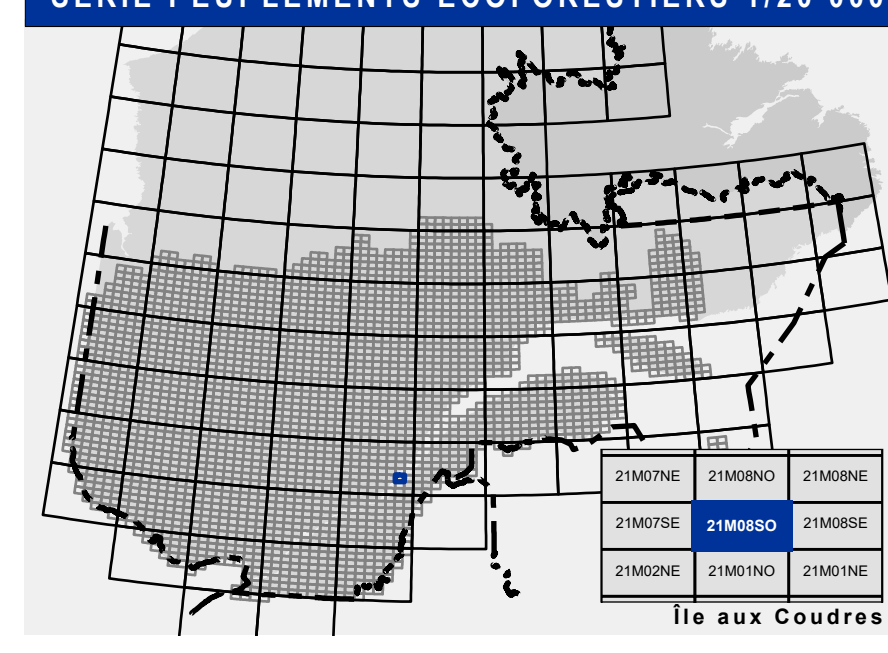 SÉRIE PEUPLEMENTS ÉCOFORESTIERS 1/20 000
21M07NE 21M08NO 21M08NE
21M07SE 21M08SO 21M08SE
21M02NE 21M01NO 21M01NE
Île aux Coudres